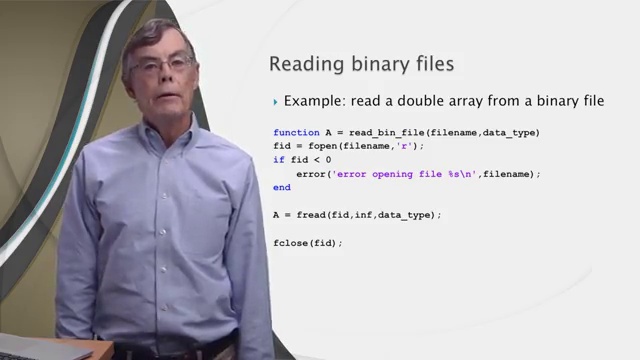 Reading binary files
Example: read a double array from a binary file
function A = read_bin_file(filename,data_type)
fid = fopen(filename,'r');
if fid < 0
error('error opening file %s\n',filename);
end
A = fread(fid,inf,data_type);
fclose(fid);